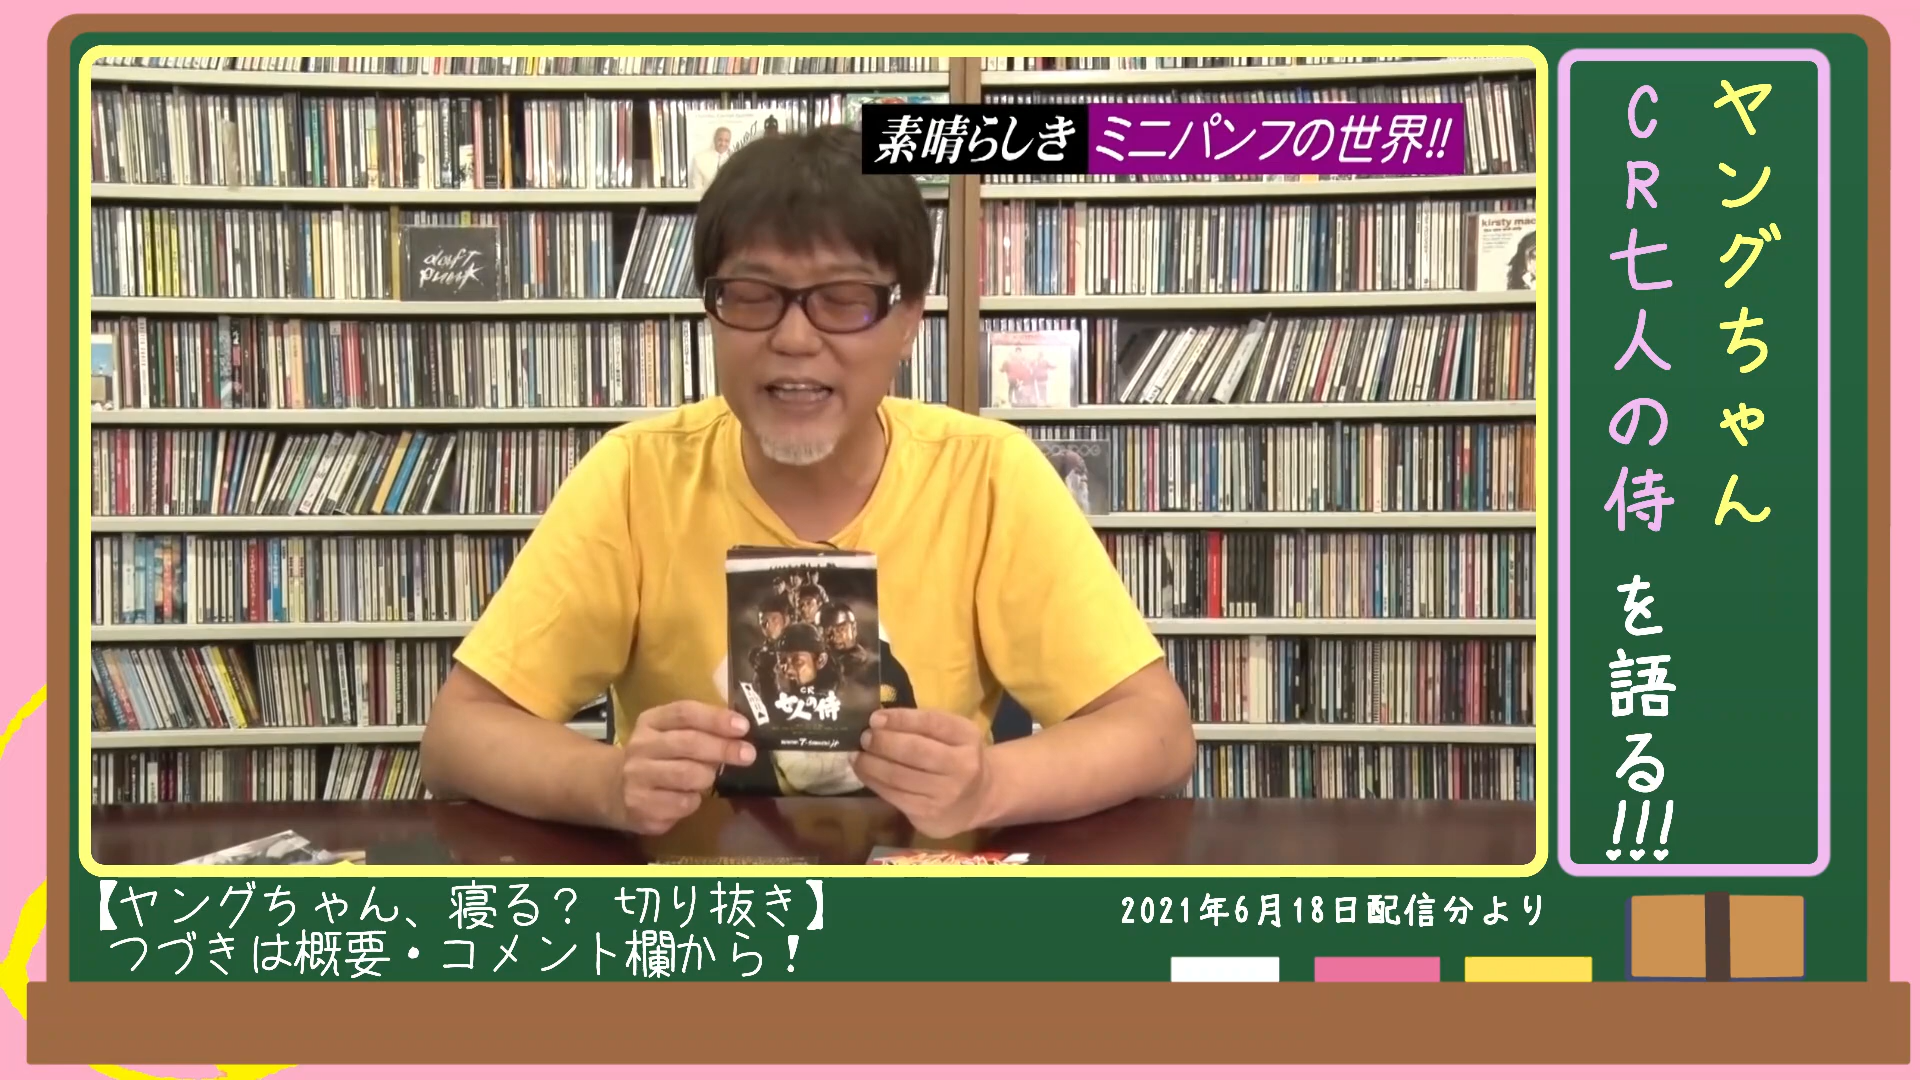 素晴らしき ミニパンフの世界!!
ヤングちゃん
CR七人の侍 を語る!!!
daft punk
CR
七人の侍
【ヤングちゃん、寝る? 切り抜き】
つづきは概要・コメント欄から!
2021年6月18日配信分より